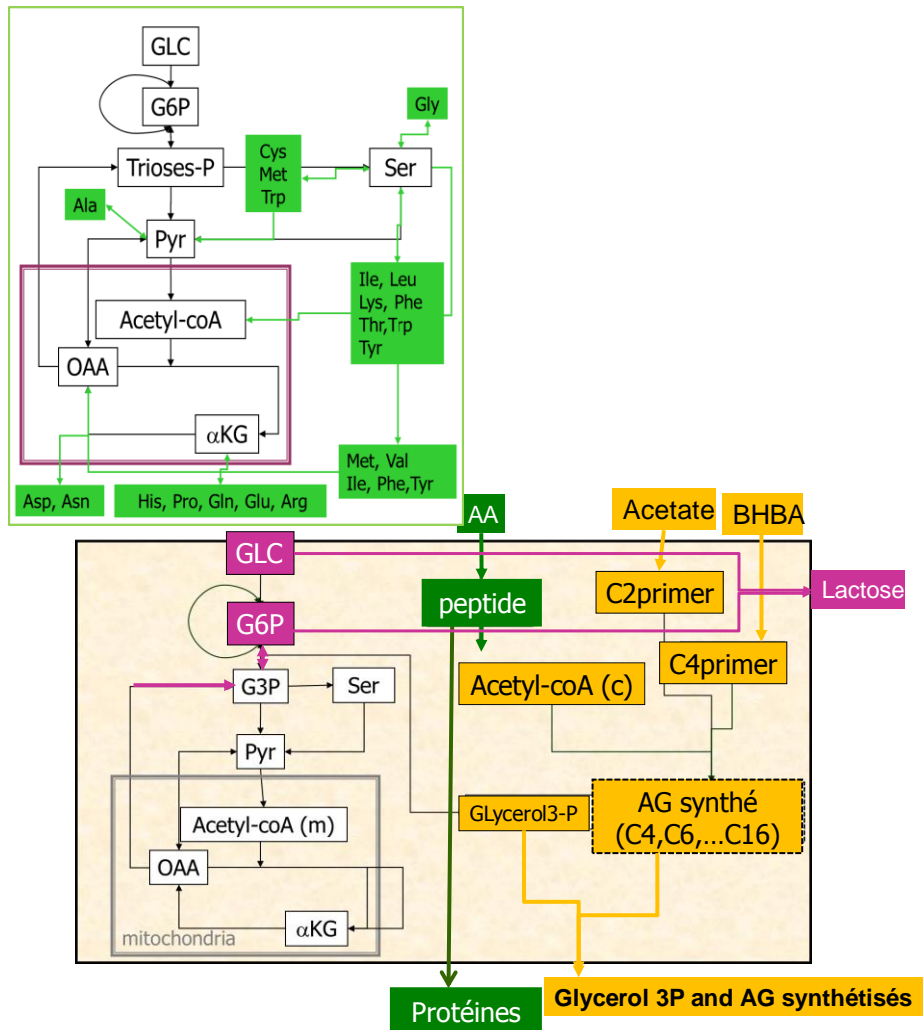 GLC
G6P
Gly
Cys
Met
Trp
Trioses-P
Ser
Ala
Pyr
Ile, Leu
Lys, Phe
Thr,Trp
Tyr
Acetyl-coA
OAA
αKG
Met, Val
Ile, Phe,Tyr
Asp, Asn
His, Pro, Gln, Glu, Arg
AA
Acetate
BHBA
GLC
peptide
C2primer
Lactose
G6P
C4primer
G3P
Ser
Acetyl-coA (c)
Pyr
Acetyl-coA (m)
GLycerol3-P
AG synthé
(C4,C6,...C16)
OAA
αKG
mitochondria
Protéines
Glycerol 3P and AG synthétisés